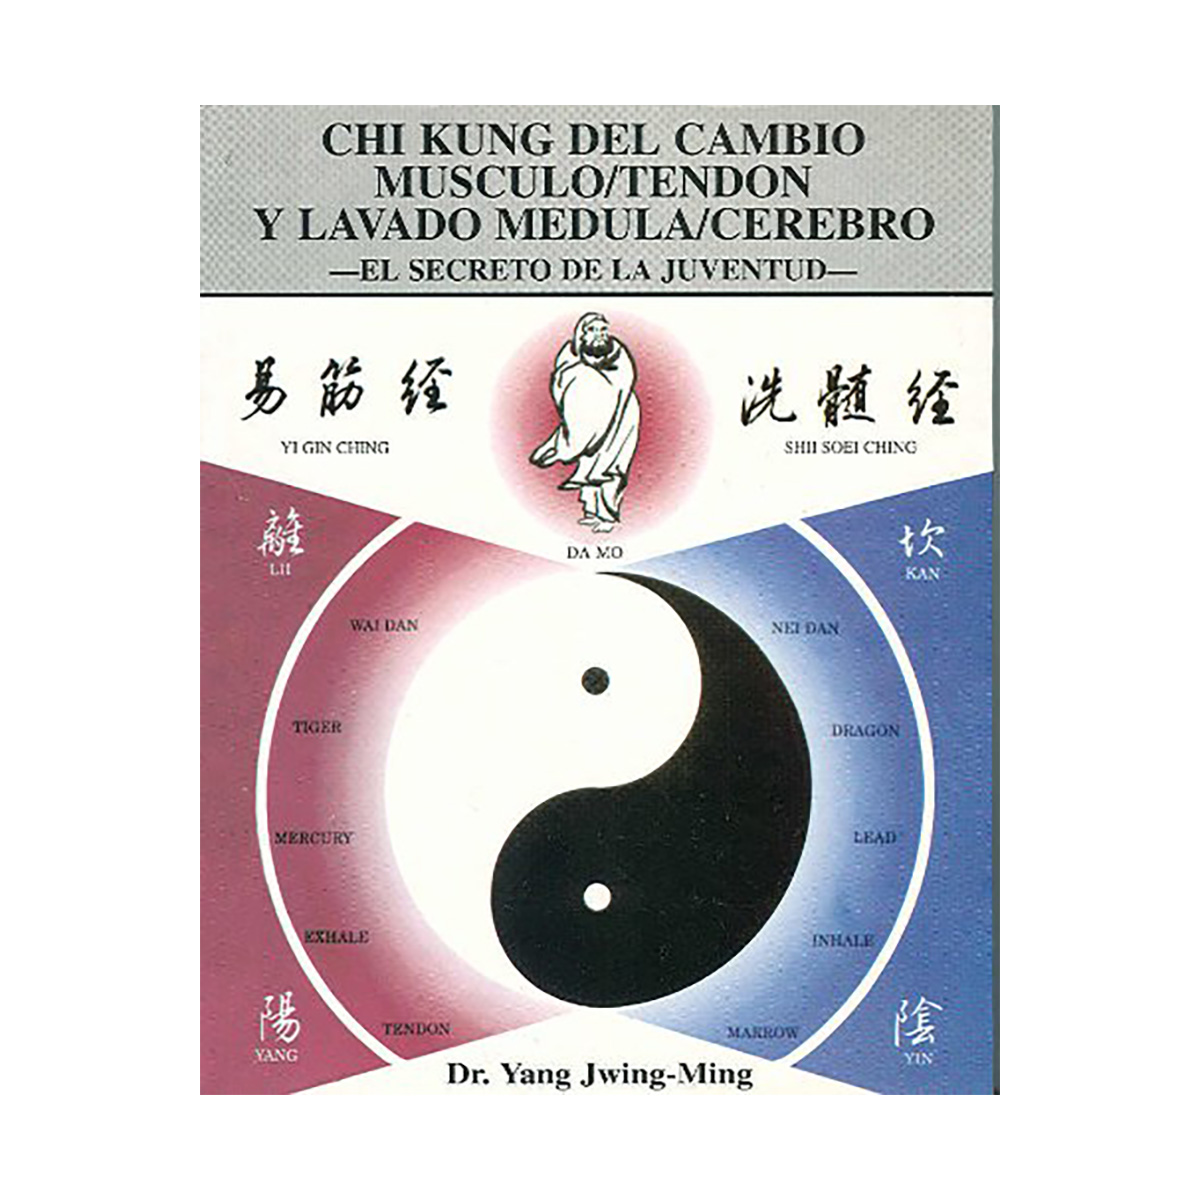 CHI KUNG DEL CAMBIO
MUSCULO/TENDON
Y LAVADO MEDULA/CEREBRO
—EL SECRETO DE LA JUVENTUD—
易筋経
YI GIN CHING
洗髓経
SHII SOEI CHING
DA MO
離
LII
坎
KAN
WAI DAN
NEI DAN
TIGER
DRAGON
MERCURY
LEAD
EXHALE
INHALE
TENDON
MARROW
陽
YANG
陰
YIN
Dr. Yang Jwing-Ming